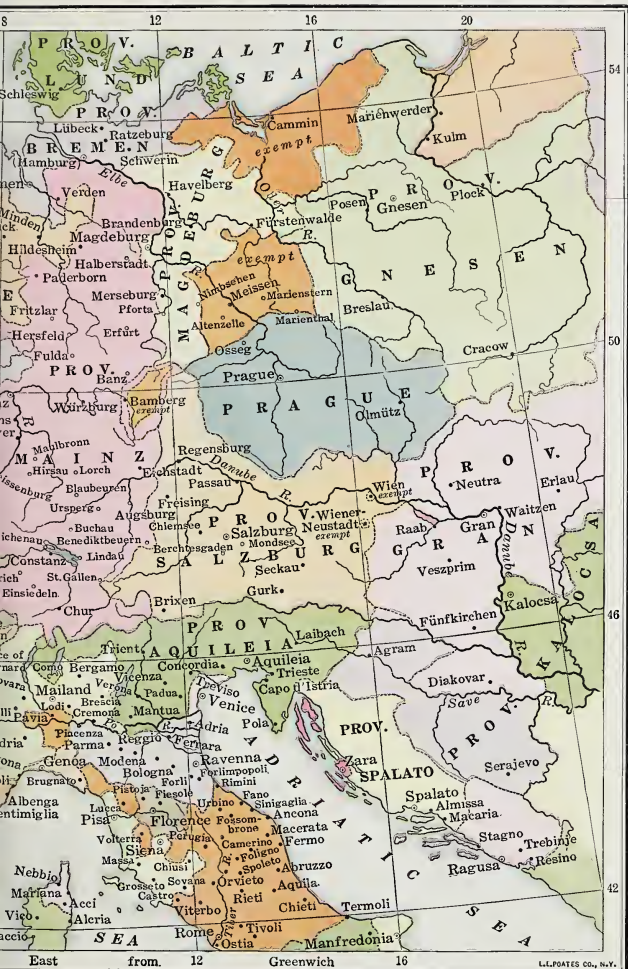 8 12 16 20
PROV. LUND
BALTIC SEA
54
Schleswig
PROV. BREMEN
Lübeck
Ratzeburg
Cammin
exempt
Marienwerder
Kulm
(Hamburg)
Schwerin
Elbe
Havelberg
Verden
Oder R.
PROV. GNESEN
Posen
Gnesen
Plock
Minden
Brandenburg
Fürstenwalde
PROV. MAGDEBURG
Magdeburg
Hildesheim
Halberstadt
exempt
Nimbschen
Meissen
Marienstern
Paderborn
Merseburg
Pforta
Breslau
Fritzlar
Altenzelle
Marienthal
Hersfeld
Erfurt
Osseg
50
Cracow
Fulda
PROV. MAINZ
Banz
Prague
PRAGUE
Würzburg
Bamberg
exempt
Olmütz
Maulbronn
Regensburg
Hirsau
Lorch
Eichstadt
Danube R.
Passau
Wien
exempt
PROV. GRAN
Neutra
Erlau
Blaubeuren
Ursperg
Freising
Augsburg
PROV. SALZBURG
Wiener-Neustadt
exempt
Raab
Gran
Waitzen
Buchau
Chiemsee
Benediktbeuern
Salzburg
Mondsee
Danube
Constanz
Lindau
Berchtesgaden
Veszprim
St.Gallen
Seckau
KALOCSA
Einsiedeln
Gurk
Kalocsa
Chur
Brixen
Fünfkirchen
46
PROV AQUILEIA
Laibach
Trient
Agram
Como
Bergamo
Concordia
Aquileia
Vicenza
Trieste
Diakovar
Mailand
Verona
Padua
Treviso
Capo d'Istria
Save R.
Brescia
Venice
Lodi
Cremona
Mantua
Pola
PROV.
Pavia
Adria
PROV. SPALATO
Piacenza
Parma
Reggio
Ferrara
Genoa
Modena
Ravenna
Zara
Serajevo
Bologna
Forlimpopoli
Brugnato
Forli
Rimini
ADRIATIC SEA
Pistoja
Fiesole
Fano
Spalato
Albenga
Lucca
Urbino
Sinigaglia
Almissa
Pisa
Florence
Fossombrone
Ancona
Macaria
Volterra
Perugia
Macerata
Siena
Camerino
Fermo
Stagno
Trebinje
Massa
Chiusi
Foligno
Spoleto
Ragusa
Resino
Nebbio
Sovana
Abruzzo
Grosseto
Orvieto
Aquila
42
Mariana
Castro
Rieti
Acci
Viterbo
Chieti
Termoli
Vico
Alcria
Tiber R.
Rome
Tivoli
SEA
Ostia
Manfredonia
East from 12 Greenwich 16
L.L.POATES CO., N.Y.